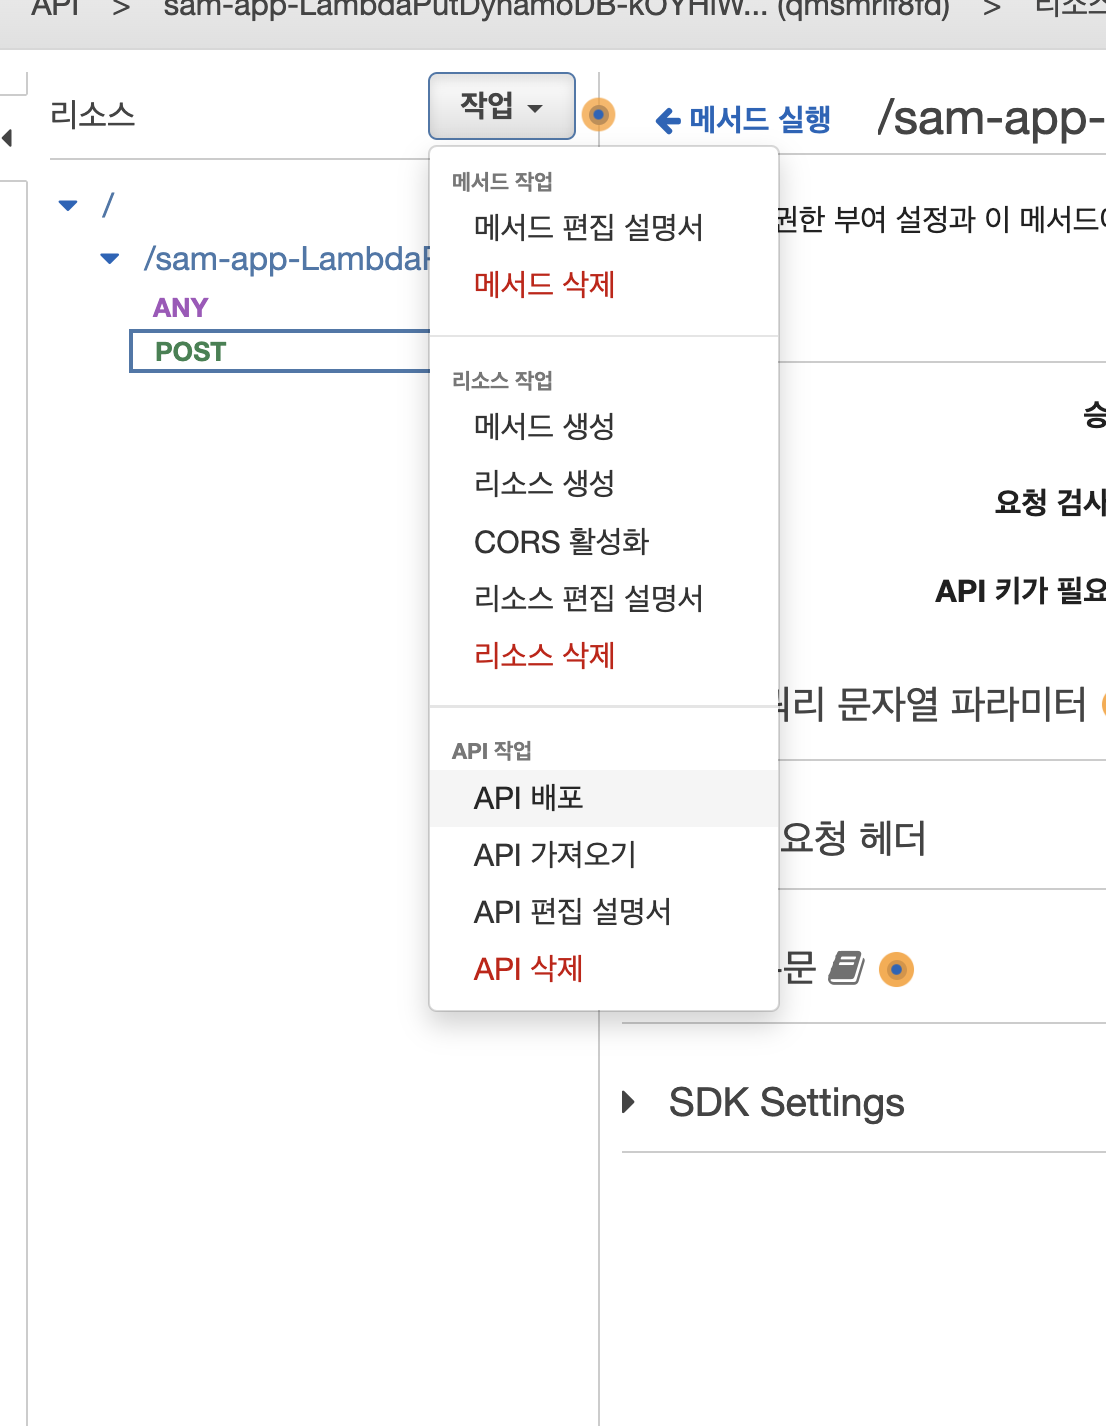 API > sam-app-LambdaPutDynamoDB-kOYHIW... (qmsmrlf8fd) > 리소스
리소스
작업
메서드 실행
/sam-app-
/
/sam-app-Lambda
ANY
POST
메서드 작업
메서드 편집 설명서
메서드 삭제
리소스 작업
메서드 생성
리소스 생성
CORS 활성화
리소스 편집 설명서
리소스 삭제
API 작업
API 배포
API 가져오기
API 편집 설명서
API 삭제
권한 부여 설정과 이 메서드
승
요청 검사
API 키가 필요
리 문자열 파라미터
요청 헤더
문
SDK Settings